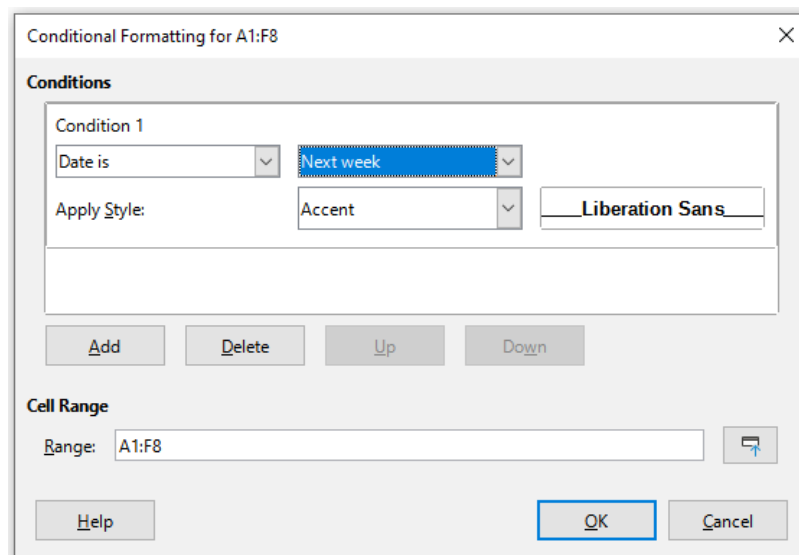 Conditional Formatting for A1:F8
Conditions
Condition 1
Date is Next week
Apply Style: Accent Liberation Sans
Add Delete Up Down
Cell Range
Range: A1:F8
Help OK Cancel